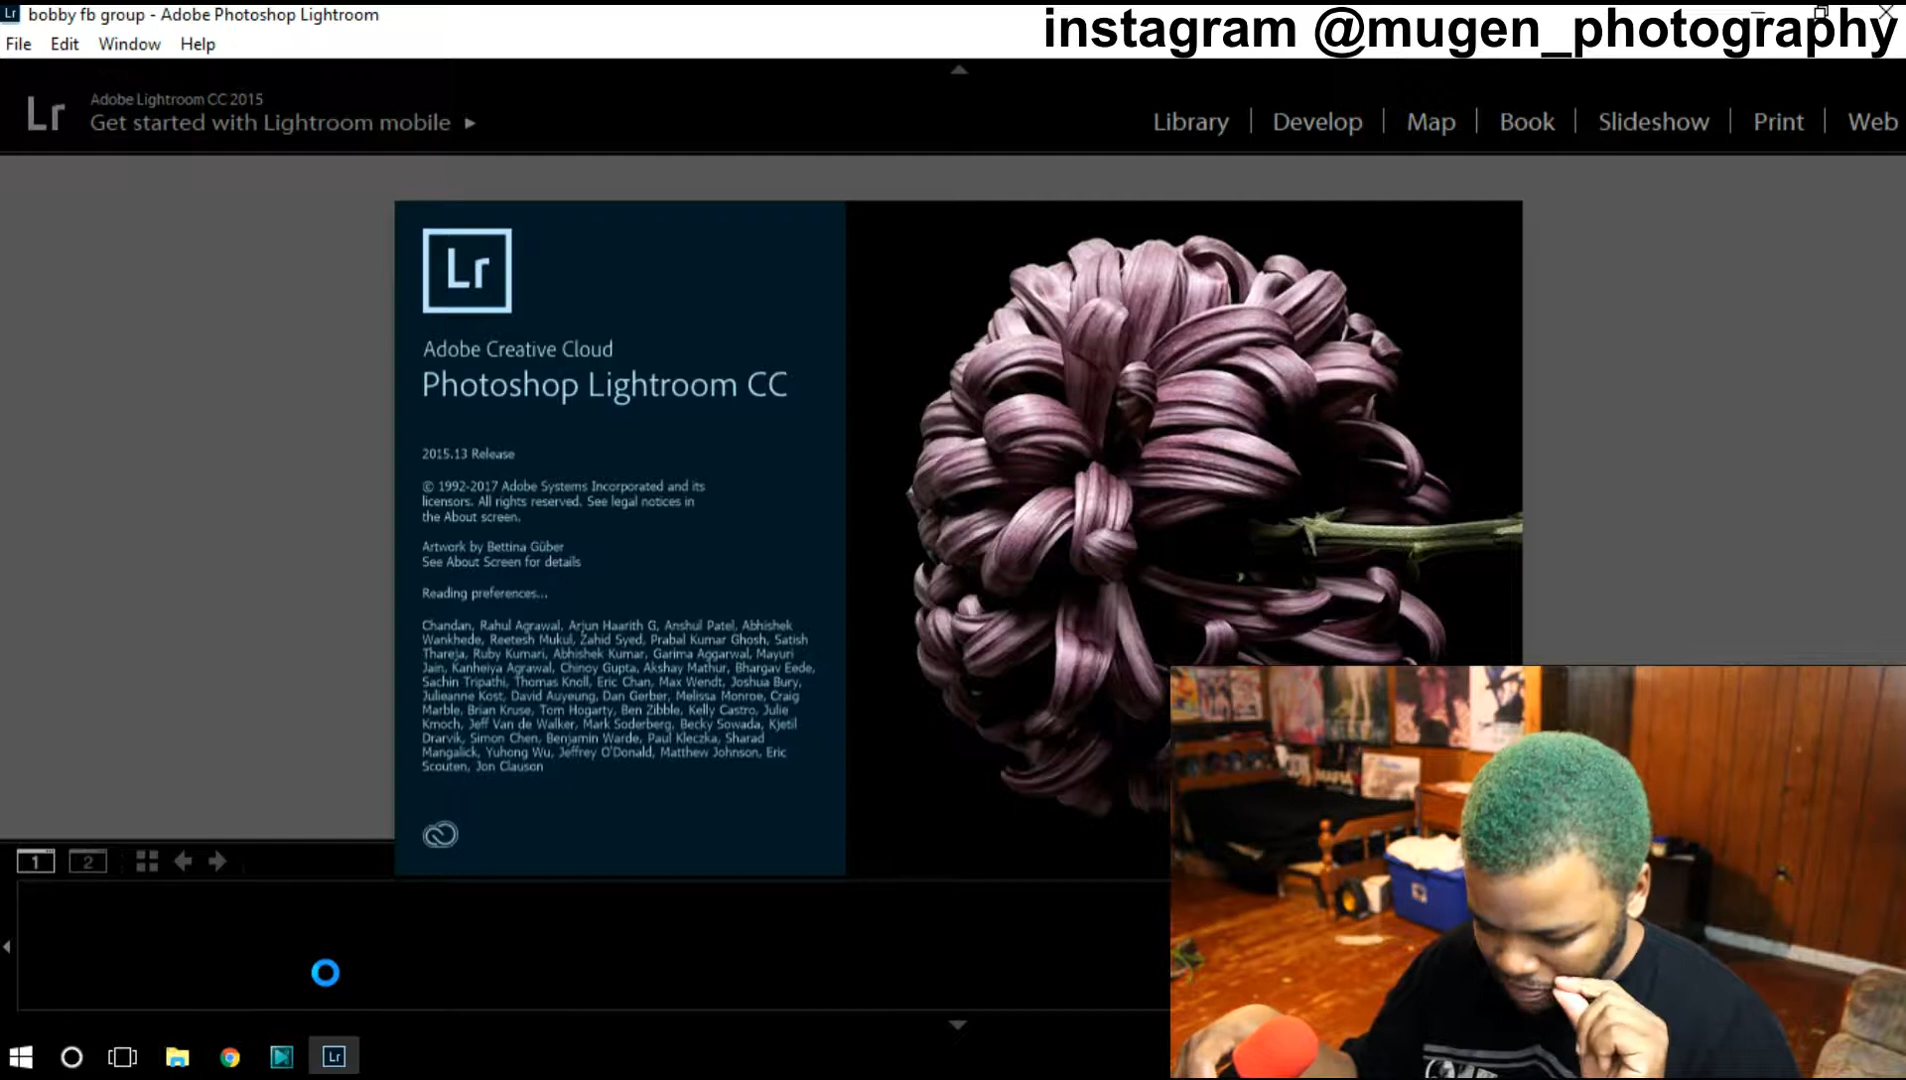 Lr bobby fb group - Adobe Photoshop Lightroom
instagram @mugen_photography
File Edit Window Help
Lr
Adobe Lightroom CC 2015
Get started with Lightroom mobile
Library | Develop | Map | Book | Slideshow | Print | Web
Lr
Adobe Creative Cloud
Photoshop Lightroom CC
2015.13 Release
© 1992-2017 Adobe Systems Incorporated and its
licensors. All rights reserved. See legal notices in
the About screen.
Artwork by Bettina Güber
See About Screen for details
Reading preferences...
Chandan, Rahul Agrawal, Arjun Haarith G, Anshul Patel, Abhishek
Wankhede, Reetesh Mukul, Zahid Syed, Prabal Kumar Ghosh, Satish
Thareja, Ruby Kumari, Abhishek Kumar, Garima Aggarwal, Mayuri
Jain, Kanheiya Agrawal, Chinoy Gupta, Akshay Mathur, Bhargav Eede,
Sachin Tripathi, Thomas Knoll, Eric Chan, Max Wendt, Joshua Bury,
Julieanne Kost, David Auyeung, Dan Gerber, Melissa Monroe, Craig
Marble, Brian Kruse, Tom Hogarty, Ben Zibble, Kelly Castro, Julie
Kmoch, Jeff Van de Walker, Mark Soderberg, Becky Sowada, Kjetil
Drarvik, Simon Chen, Benjamin Warde, Paul Kleczka, Sharad
Mangalick, Yuhong Wu, Jeffrey O'Donald, Matthew Johnson, Eric
Scouten, Jon Clauson
1 2
Lr